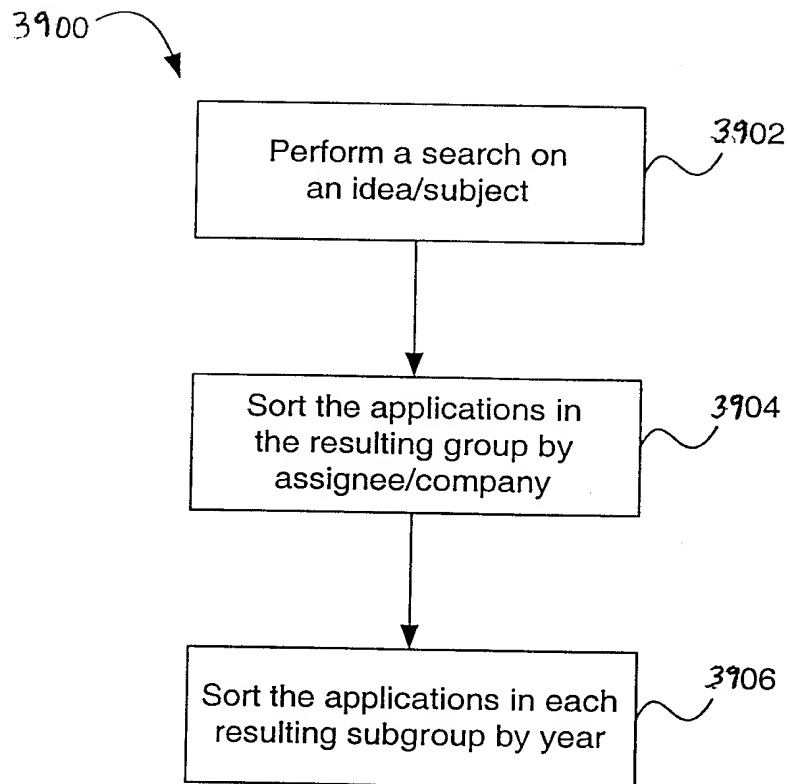 3900
Perform a search on
an idea/subject
3902
Sort the applications in
the resulting group by
assignee/company
3904
Sort the applications in each
resulting subgroup by year
3906